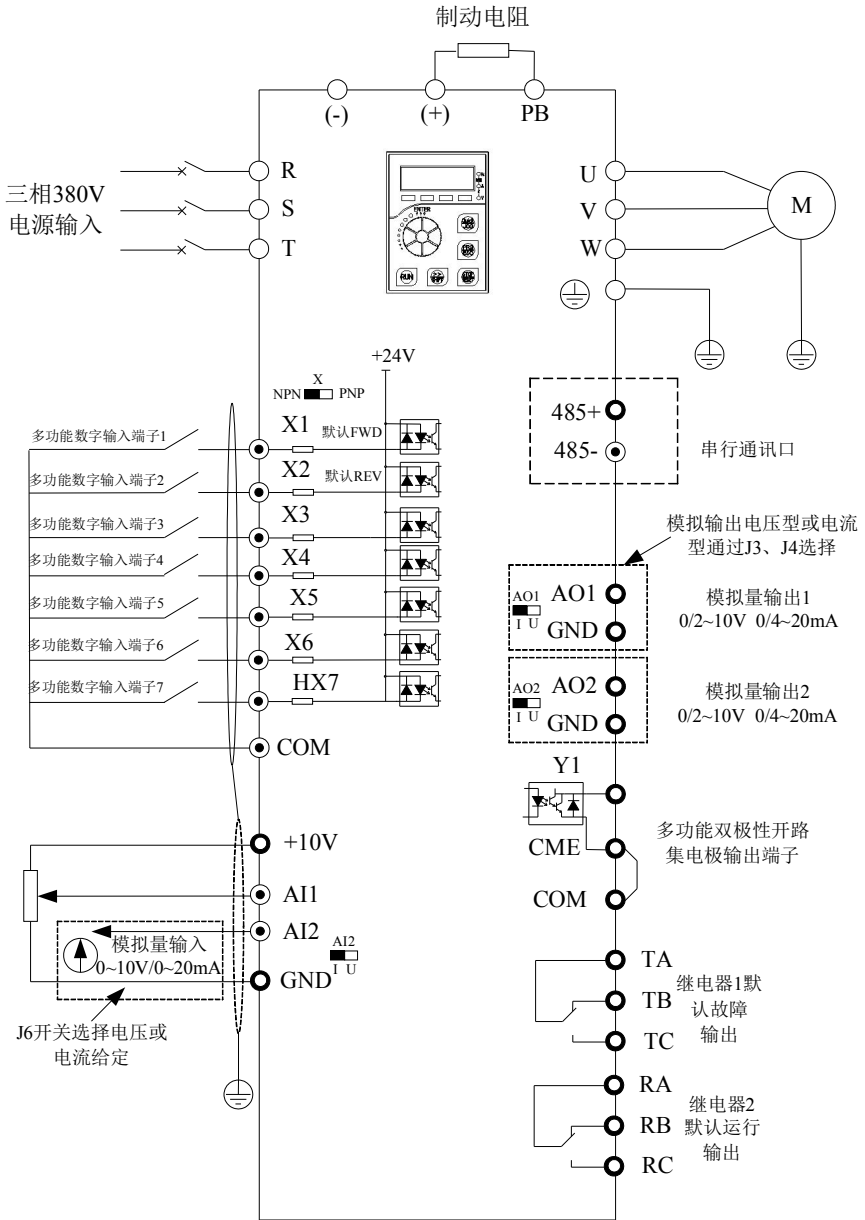 制动电阻
(-)
(+)
PB
三相380V
电源输入
R
S
T
U
V
W
M
ENTER
RUN
+24V
X
NPN
PNP
485+
485-
串行通讯口
多功能数字输入端子1
X1
默认FWD
多功能数字输入端子2
X2
默认REV
多功能数字输入端子3
X3
多功能数字输入端子4
X4
多功能数字输入端子5
X5
多功能数字输入端子6
X6
多功能数字输入端子7
HX7
COM
模拟输出电压型或电流
型通过J3、J4选择
AO1
I U
AO1
GND
模拟量输出1
0/2~10V 0/4~20mA
AO2
I U
AO2
GND
模拟量输出2
0/2~10V 0/4~20mA
Y1
CME
COM
多功能双极性开路
集电极输出端子
+10V
AI1
AI2
GND
AI2
I U
模拟量输入
0~10V/0~20mA
J6开关选择电压或
电流给定
TA
TB
TC
继电器1默
认故障
输出
RA
RB
RC
继电器2
默认运行
输出